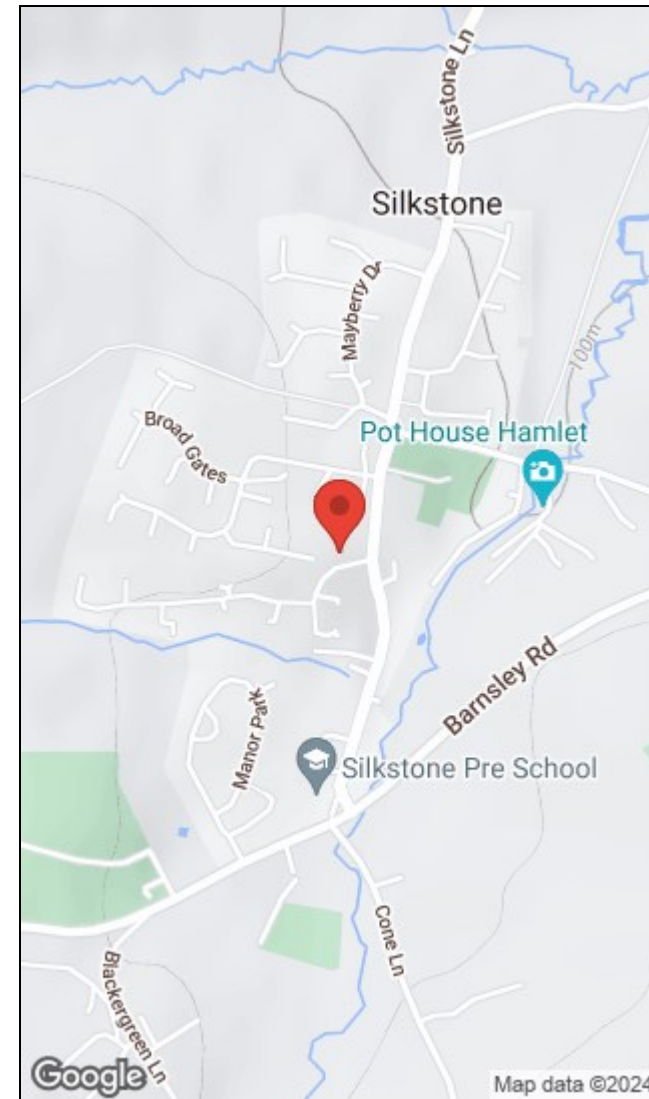 Silkstone Ln
Silkstone
Mayberry D
100m
Broad Gates
Pot House Hamlet
Barnsley Rd
Manor Park
Silkstone Pre School
Cone Ln
Blackergreen Ln
Google
Map data ©2024